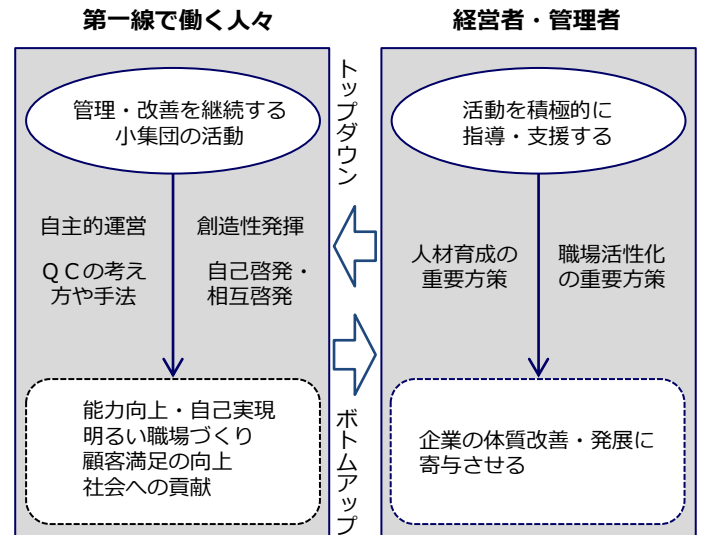 第一線で働く人々
管理・改善を継続する
小集団の活動
自主的運営
ＱＣの考え
方や手法
創造性発揮
自己啓発・
相互啓発
能力向上・自己実現
明るい職場づくり
顧客満足の向上
社会への貢献
トップダウン
ボトムアップ
経営者・管理者
活動を積極的に
指導・支援する
人材育成の
重要方策
職場活性化
の重要方策
企業の体質改善・発展に
寄与させる